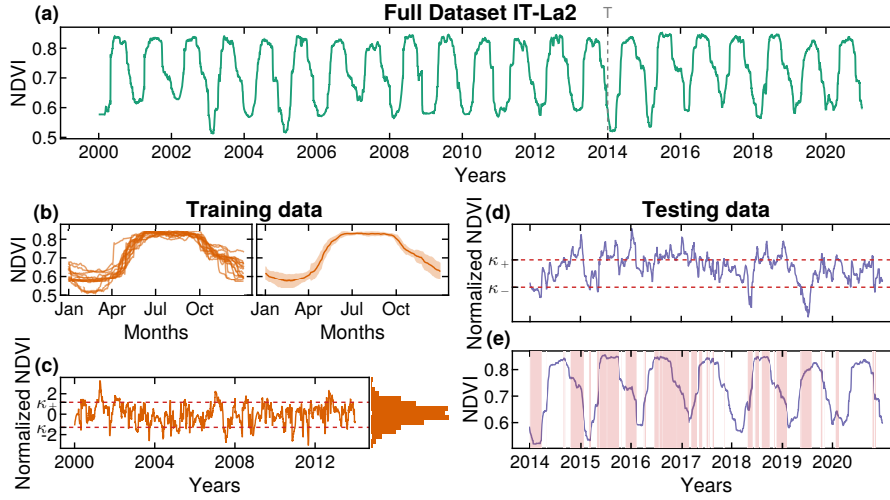 (a)
Full Dataset IT-La2
T
NDVI
0.8
0.7
0.6
0.5
2000 2002 2004 2006 2008 2010 2012 2014 2016 2018 2020
Years
(b)
Training data
NDVI
0.8
0.7
0.6
0.5
Jan Apr Jul Oct
Jan Apr Jul Oct
Months
Months
(c)
Normalized NDVI
2
κ+
0
κ−
−2
2000 2004 2008 2012
Years
(d)
Testing data
Normalized NDVI
κ+
κ−
(e)
NDVI
0.8
0.7
0.6
2014 2015 2016 2017 2018 2019 2020
Years